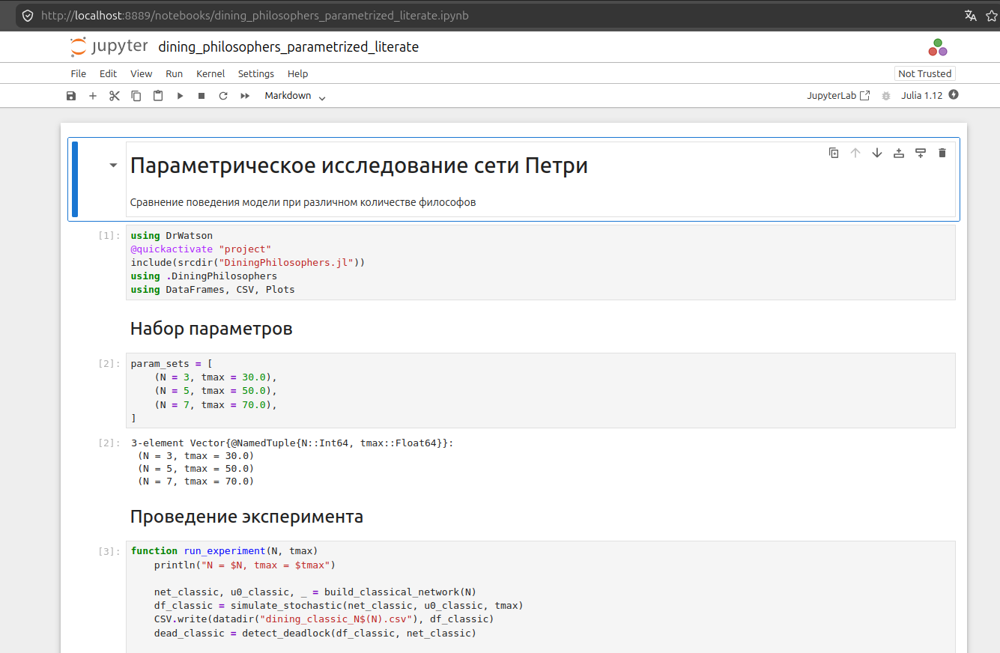 http://localhost:8889/notebooks/dining_philosophers_parametrized_literate.ipynb
jupyter dining_philosophers_parametrized_literate
File Edit View Run Kernel Settings Help Not Trusted
Markdown JupyterLab Julia 1.12
Параметрическое исследование сети Петри
Сравнение поведения модели при различном количестве философов
[1]: using DrWatson
@quickactivate "project"
include(srcdir("DiningPhilosophers.jl"))
using .DiningPhilosophers
using DataFrames, CSV, Plots
Набор параметров
[2]: param_sets = [
    (N = 3, tmax = 30.0),
    (N = 5, tmax = 50.0),
    (N = 7, tmax = 70.0),
]
[2]: 3-element Vector{@NamedTuple{N::Int64, tmax::Float64}}:
 (N = 3, tmax = 30.0)
 (N = 5, tmax = 50.0)
 (N = 7, tmax = 70.0)
Проведение эксперимента
[3]: function run_experiment(N, tmax)
    println("N = $N, tmax = $tmax")
    net_classic, u0_classic, _ = build_classical_network(N)
    df_classic = simulate_stochastic(net_classic, u0_classic, tmax)
    CSV.write(datadir("dining_classic_N$(N).csv"), df_classic)
    dead_classic = detect_deadlock(df_classic, net_classic)